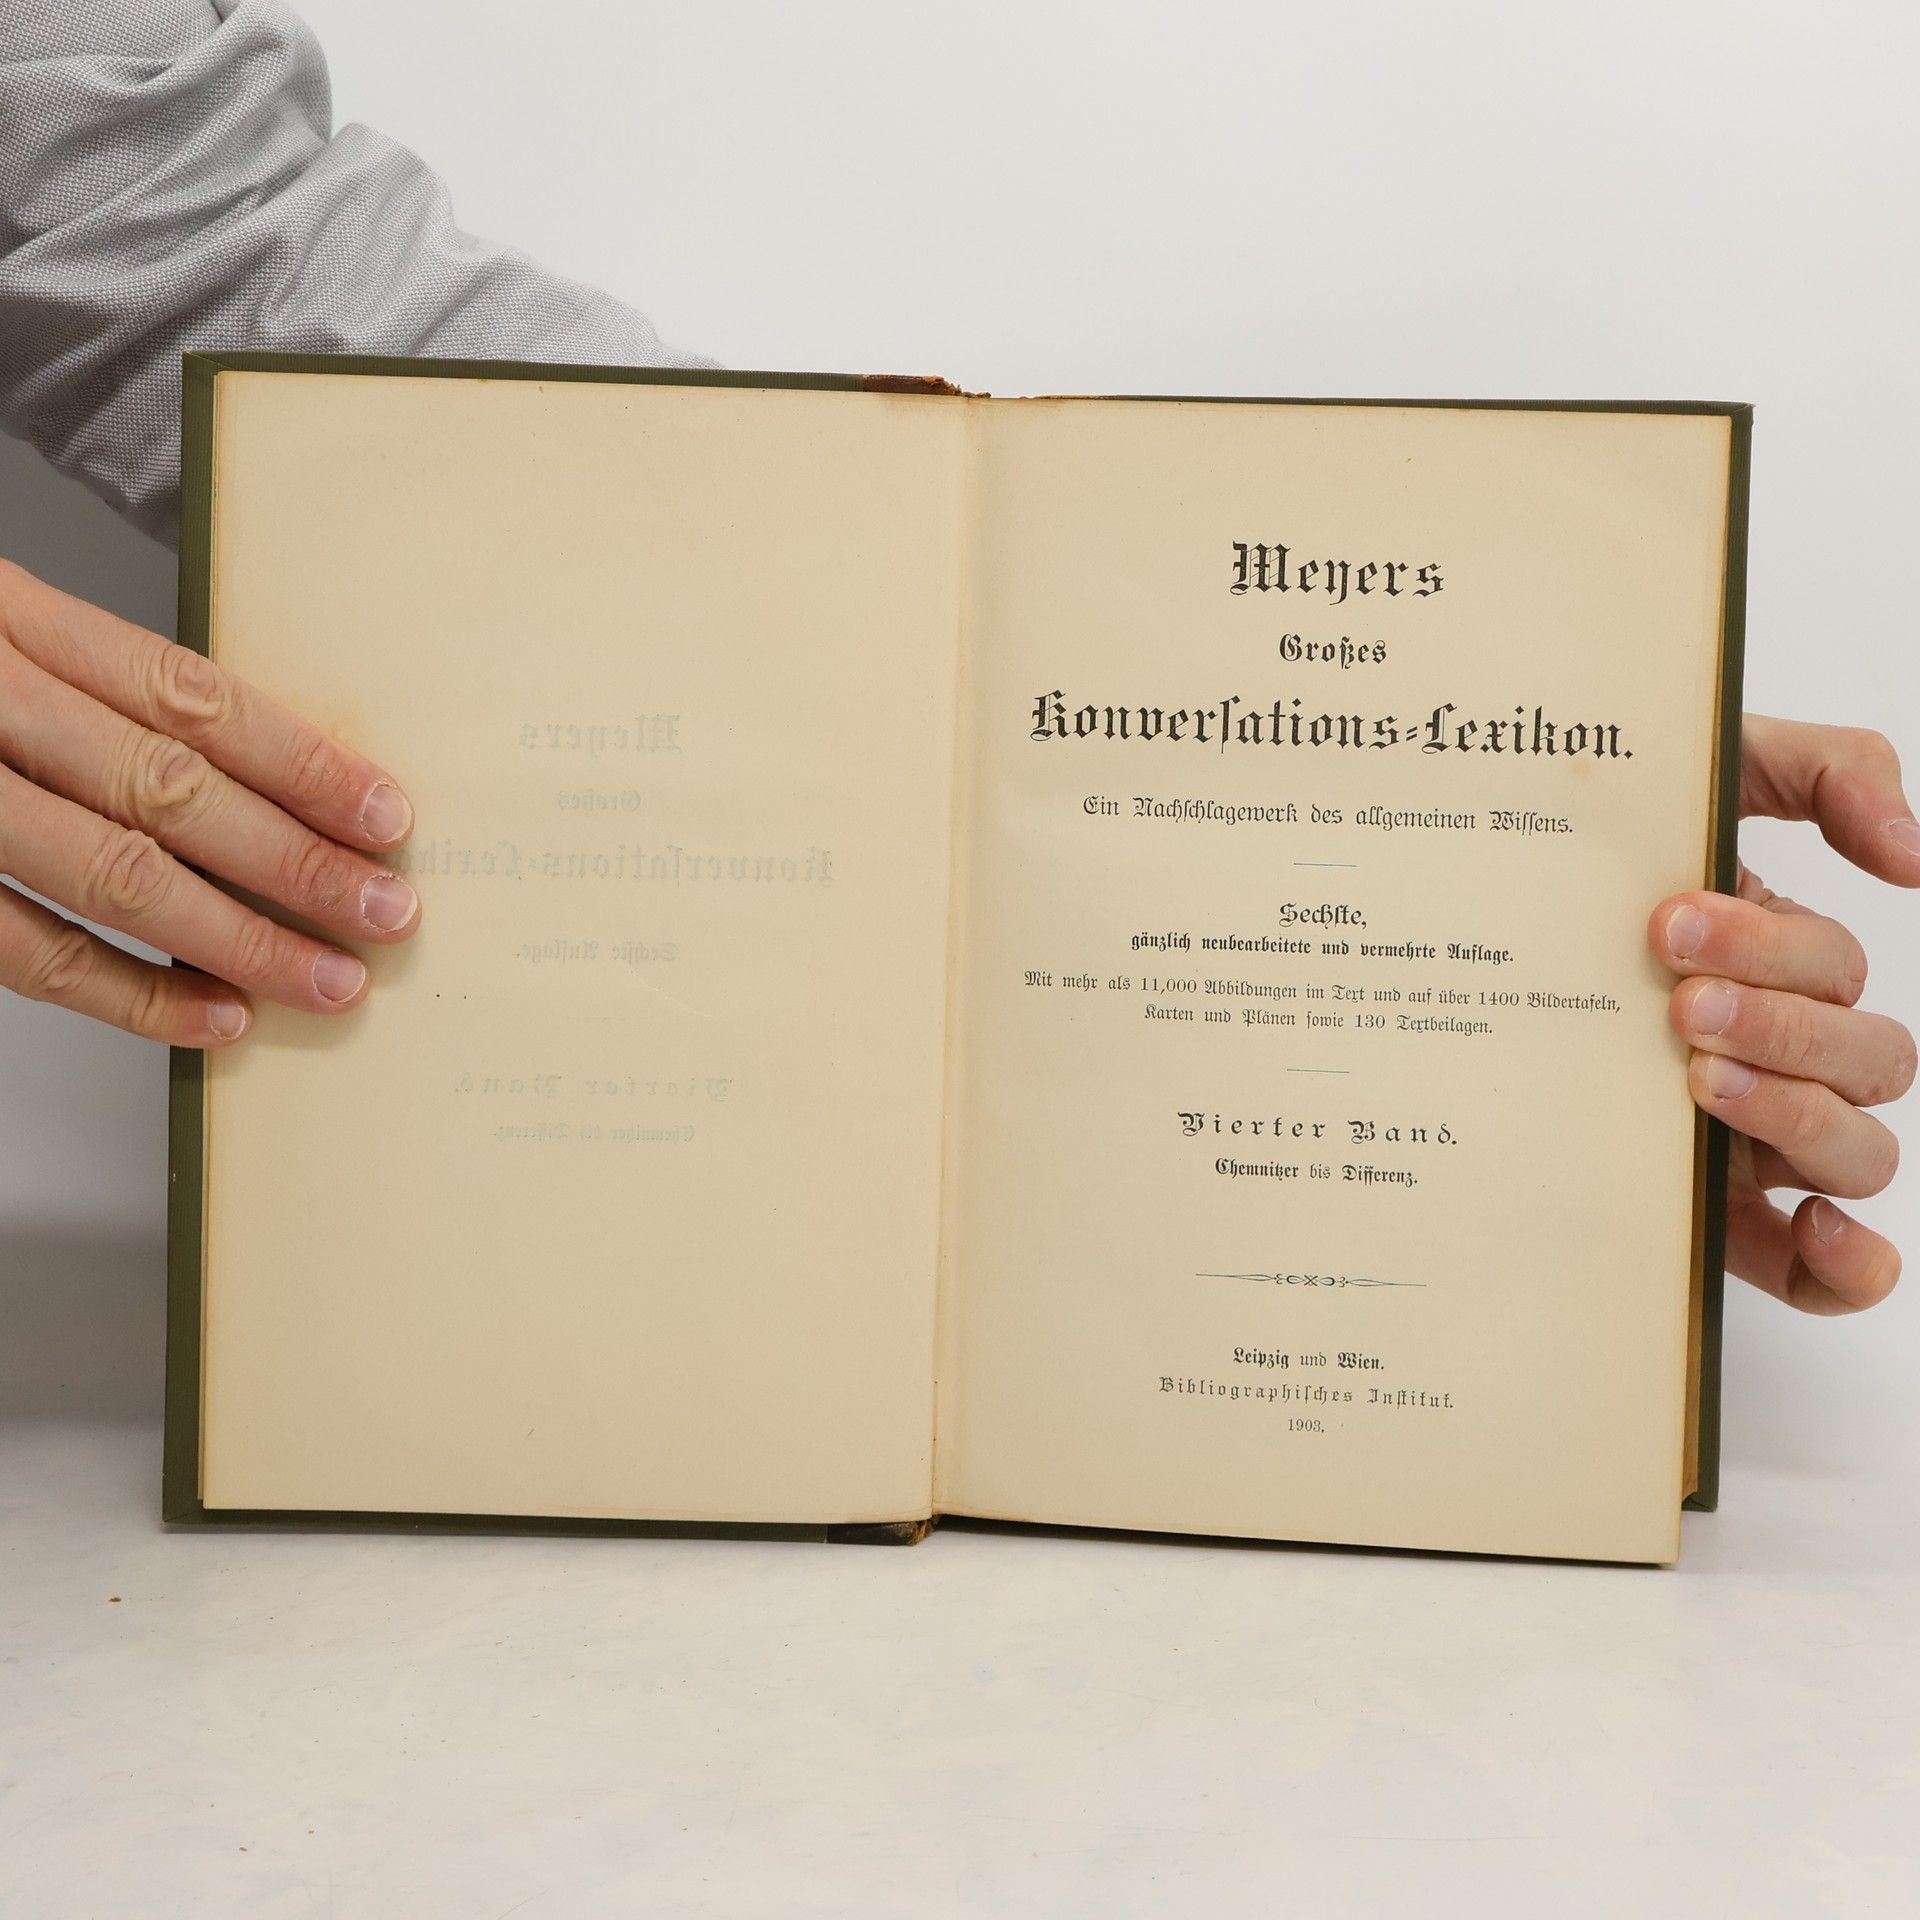 Meyers
Großes
Konverſations-Lexikon.
Ein Nachſchlagewerk des allgemeinen Wiſſens.
Sechſte,
gänzlich neubearbeitete und vermehrte Auflage.
Mit mehr als 11,000 Abbildungen im Text und auf über 1400 Bildertafeln,
Karten und Plänen ſowie 130 Textbeilagen.
Vierter Band.
Chemnitzer bis Differenz.
Leipzig und Wien.
Bibliographiſches Inſtitut.
1903.